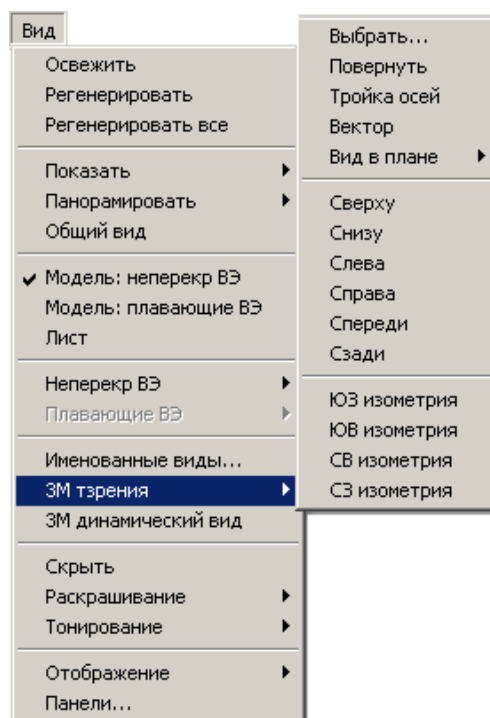 Вид
Освежить
Регенерировать
Регенерировать все
Показать
Панорамировать
Общий вид
Модель: неперекр ВЭ
Модель: плавающие ВЭ
Лист
Неперекр ВЭ
Плавающие ВЭ
Именованные виды...
3М тзрения
3М динамический вид
Скрыть
Раскрашивание
Тонирование
Отображение
Панели...
Выбрать...
Повернуть
Тройка осей
Вектор
Вид в плане
Сверху
Снизу
Слева
Справа
Спереди
Сзади
ЮЗ изометрия
ЮВ изометрия
СВ изометрия
СЗ изометрия